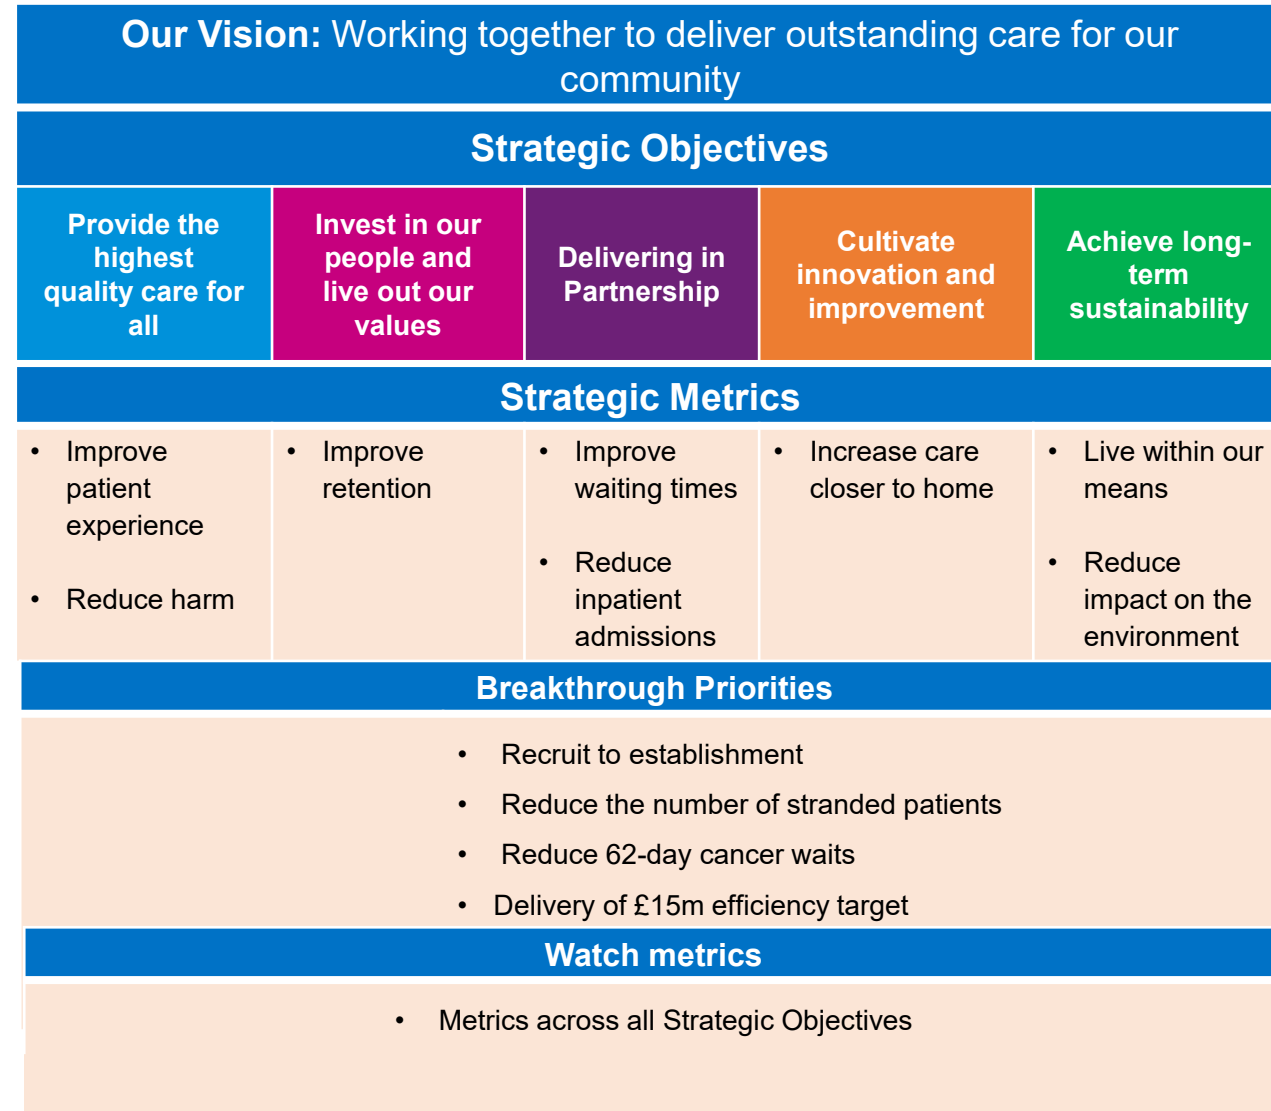 Our Vision: Working together to deliver outstanding care for our
community
Strategic Objectives
Provide the
highest
quality care for
all
Invest in our
people and
live out our
values
Delivering in
Partnership
Cultivate
innovation and
improvement
Achieve long-
term
sustainability
Strategic Metrics
• Improve
patient
experience
• Reduce harm
• Improve
retention
• Improve
waiting times
• Reduce
inpatient
admissions
• Increase care
closer to home
• Live within our
means
• Reduce
impact on the
environment
Breakthrough Priorities
• Recruit to establishment
• Reduce the number of stranded patients
• Reduce 62-day cancer waits
• Delivery of £15m efficiency target
Watch metrics
• Metrics across all Strategic Objectives